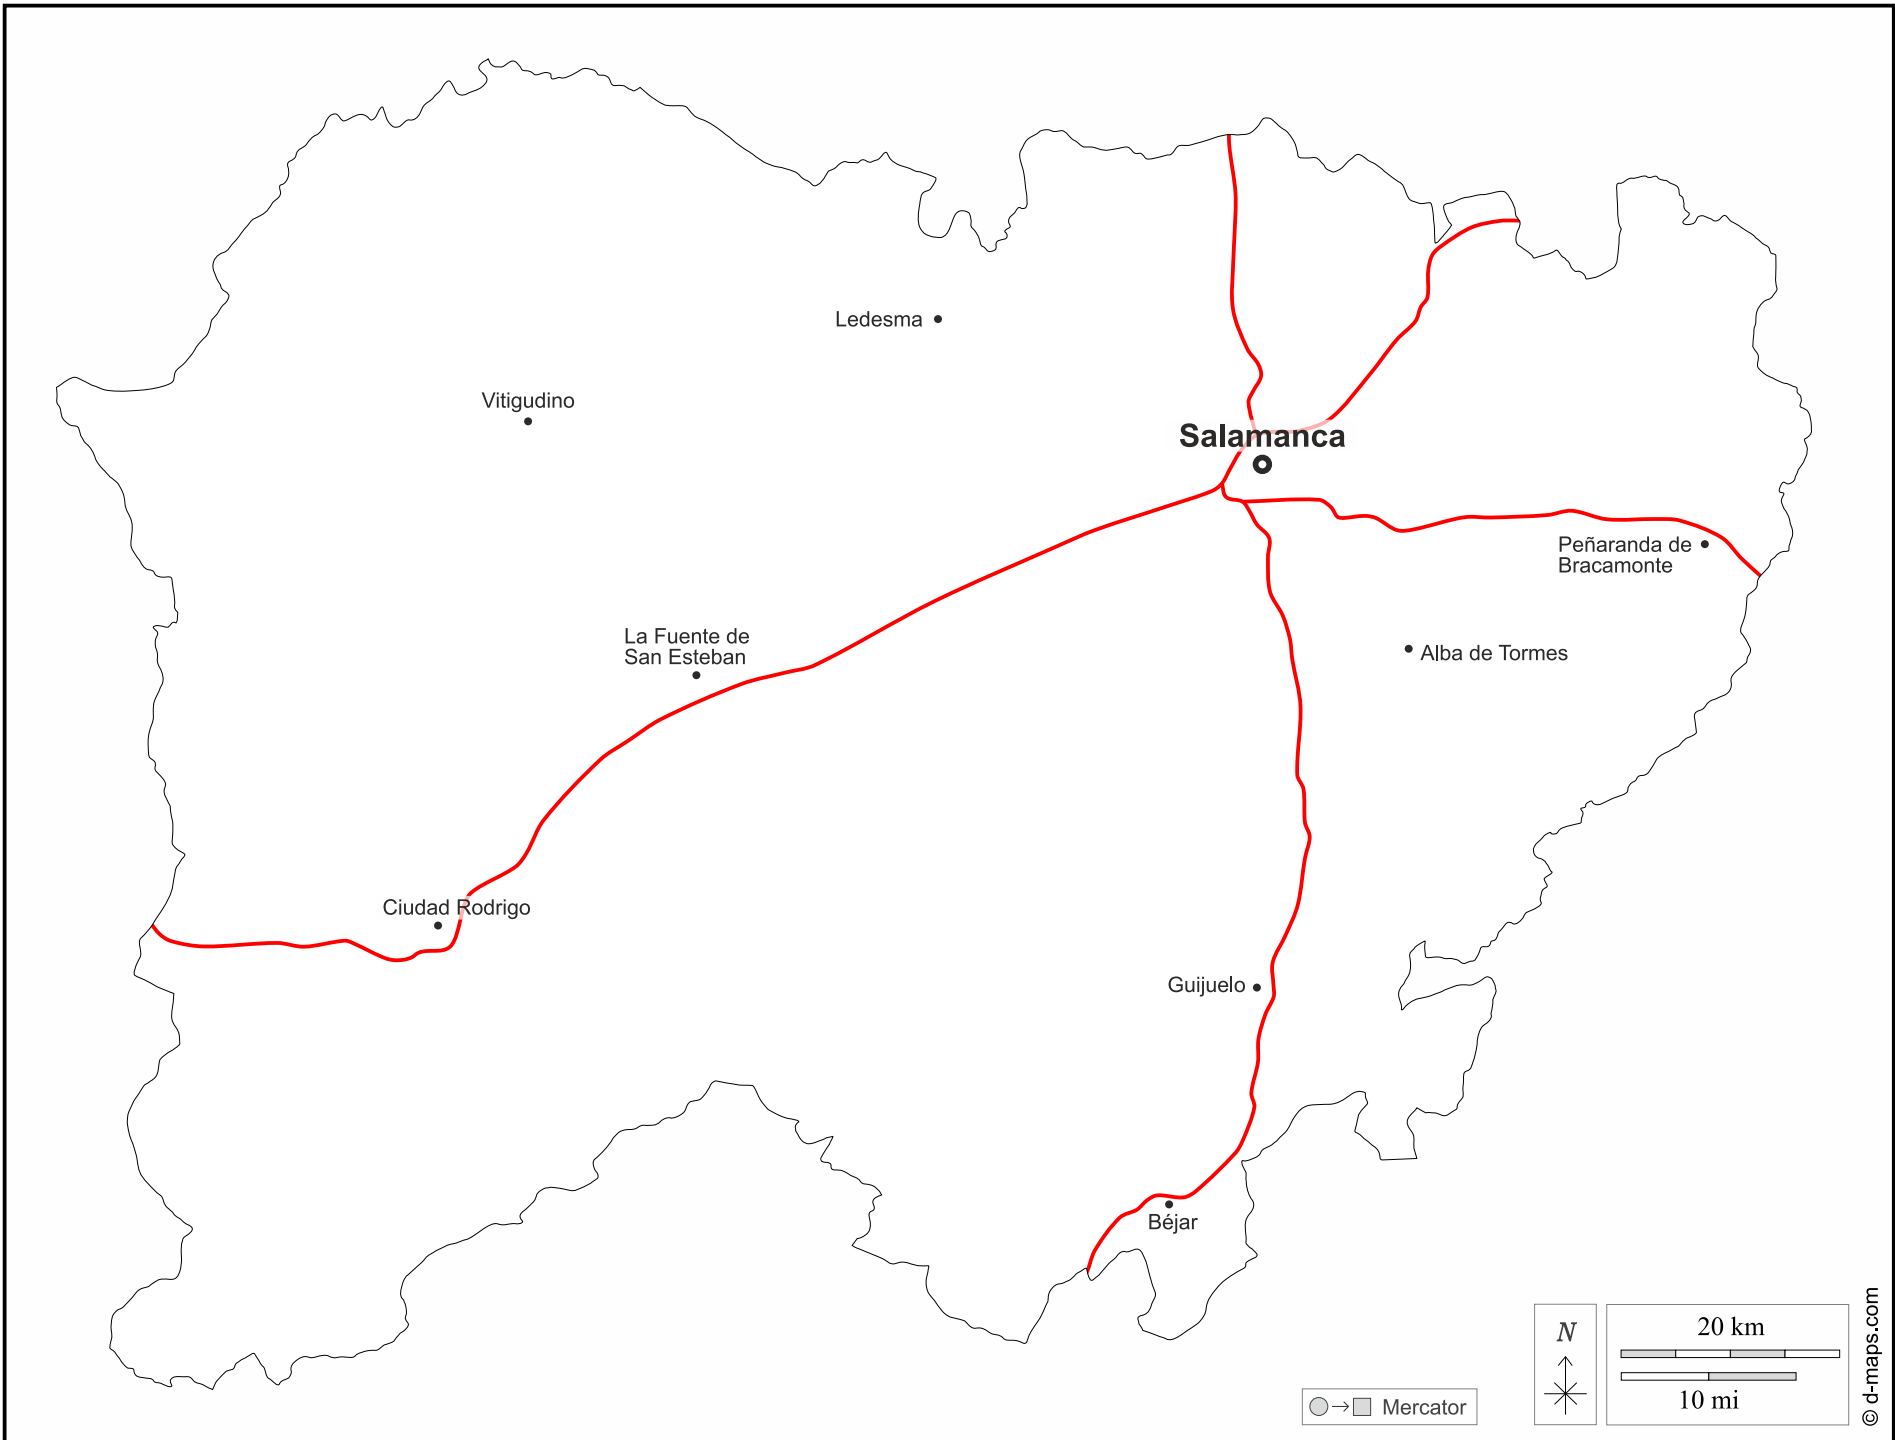 Ledesma
Vitigudino
Salamanca
Peñaranda de
Bracamonte
La Fuente de
San Esteban
Alba de Tormes
Ciudad Rodrigo
Guijuelo
Béjar
N
20 km
10 mi
Mercator
© d-maps.com